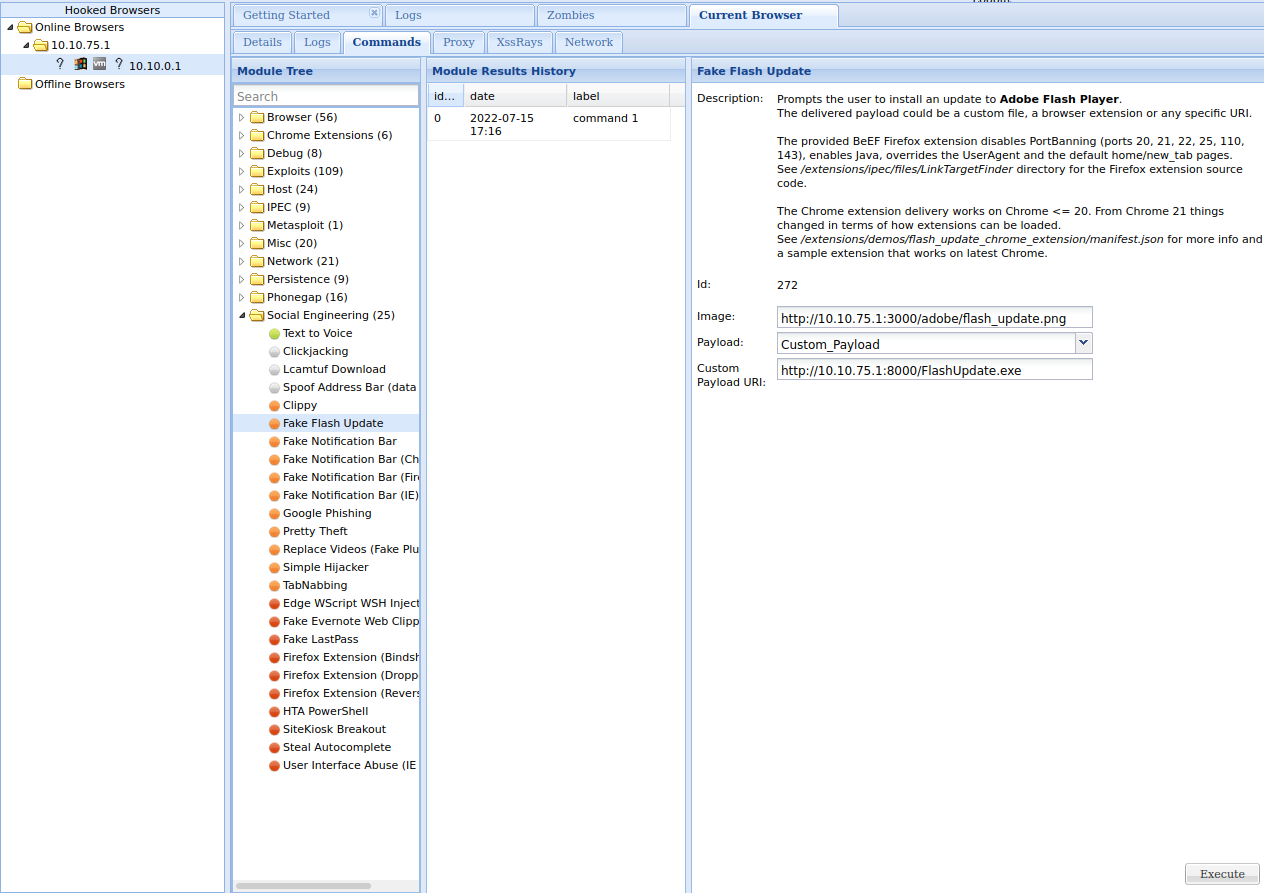 Hooked Browsers
Online Browsers
10.10.75.1
? ? 10.10.0.1
Offline Browsers
Getting Started
Logs
Zombies
Current Browser
Details
Logs
Commands
Proxy
XssRays
Network
Module Tree
Search
Browser (56)
Chrome Extensions (6)
Debug (8)
Exploits (109)
Host (24)
IPEC (9)
Metasploit (1)
Misc (20)
Network (21)
Persistence (9)
Phonegap (16)
Social Engineering (25)
Text to Voice
Clickjacking
Lcamtuf Download
Spoof Address Bar (data
Clippy
Fake Flash Update
Fake Notification Bar
Fake Notification Bar (Ch
Fake Notification Bar (Fire
Fake Notification Bar (IE)
Google Phishing
Pretty Theft
Replace Videos (Fake Plu
Simple Hijacker
TabNabbing
Edge WScript WSH Inject
Fake Evernote Web Clipp
Fake LastPass
Firefox Extension (Bindsh
Firefox Extension (Dropp
Firefox Extension (Revers
HTA PowerShell
SiteKiosk Breakout
Steal Autocomplete
User Interface Abuse (IE
Module Results History
id... date label
0 2022-07-15 command 1
17:16
Fake Flash Update
Description: Prompts the user to install an update to Adobe Flash Player.
The delivered payload could be a custom file, a browser extension or any specific URI.
The provided BeEF Firefox extension disables PortBanning (ports 20, 21, 22, 25, 110,
143), enables Java, overrides the UserAgent and the default home/new_tab pages.
See /extensions/ipec/files/LinkTargetFinder directory for the Firefox extension source
code.
The Chrome extension delivery works on Chrome <= 20. From Chrome 21 things
changed in terms of how extensions can be loaded.
See /extensions/demos/flash_update_chrome_extension/manifest.json for more info and
a sample extension that works on latest Chrome.
Id: 272
Image: http://10.10.75.1:3000/adobe/flash_update.png
Payload: Custom_Payload
Custom http://10.10.75.1:8000/FlashUpdate.exe
Payload URI:
Execute